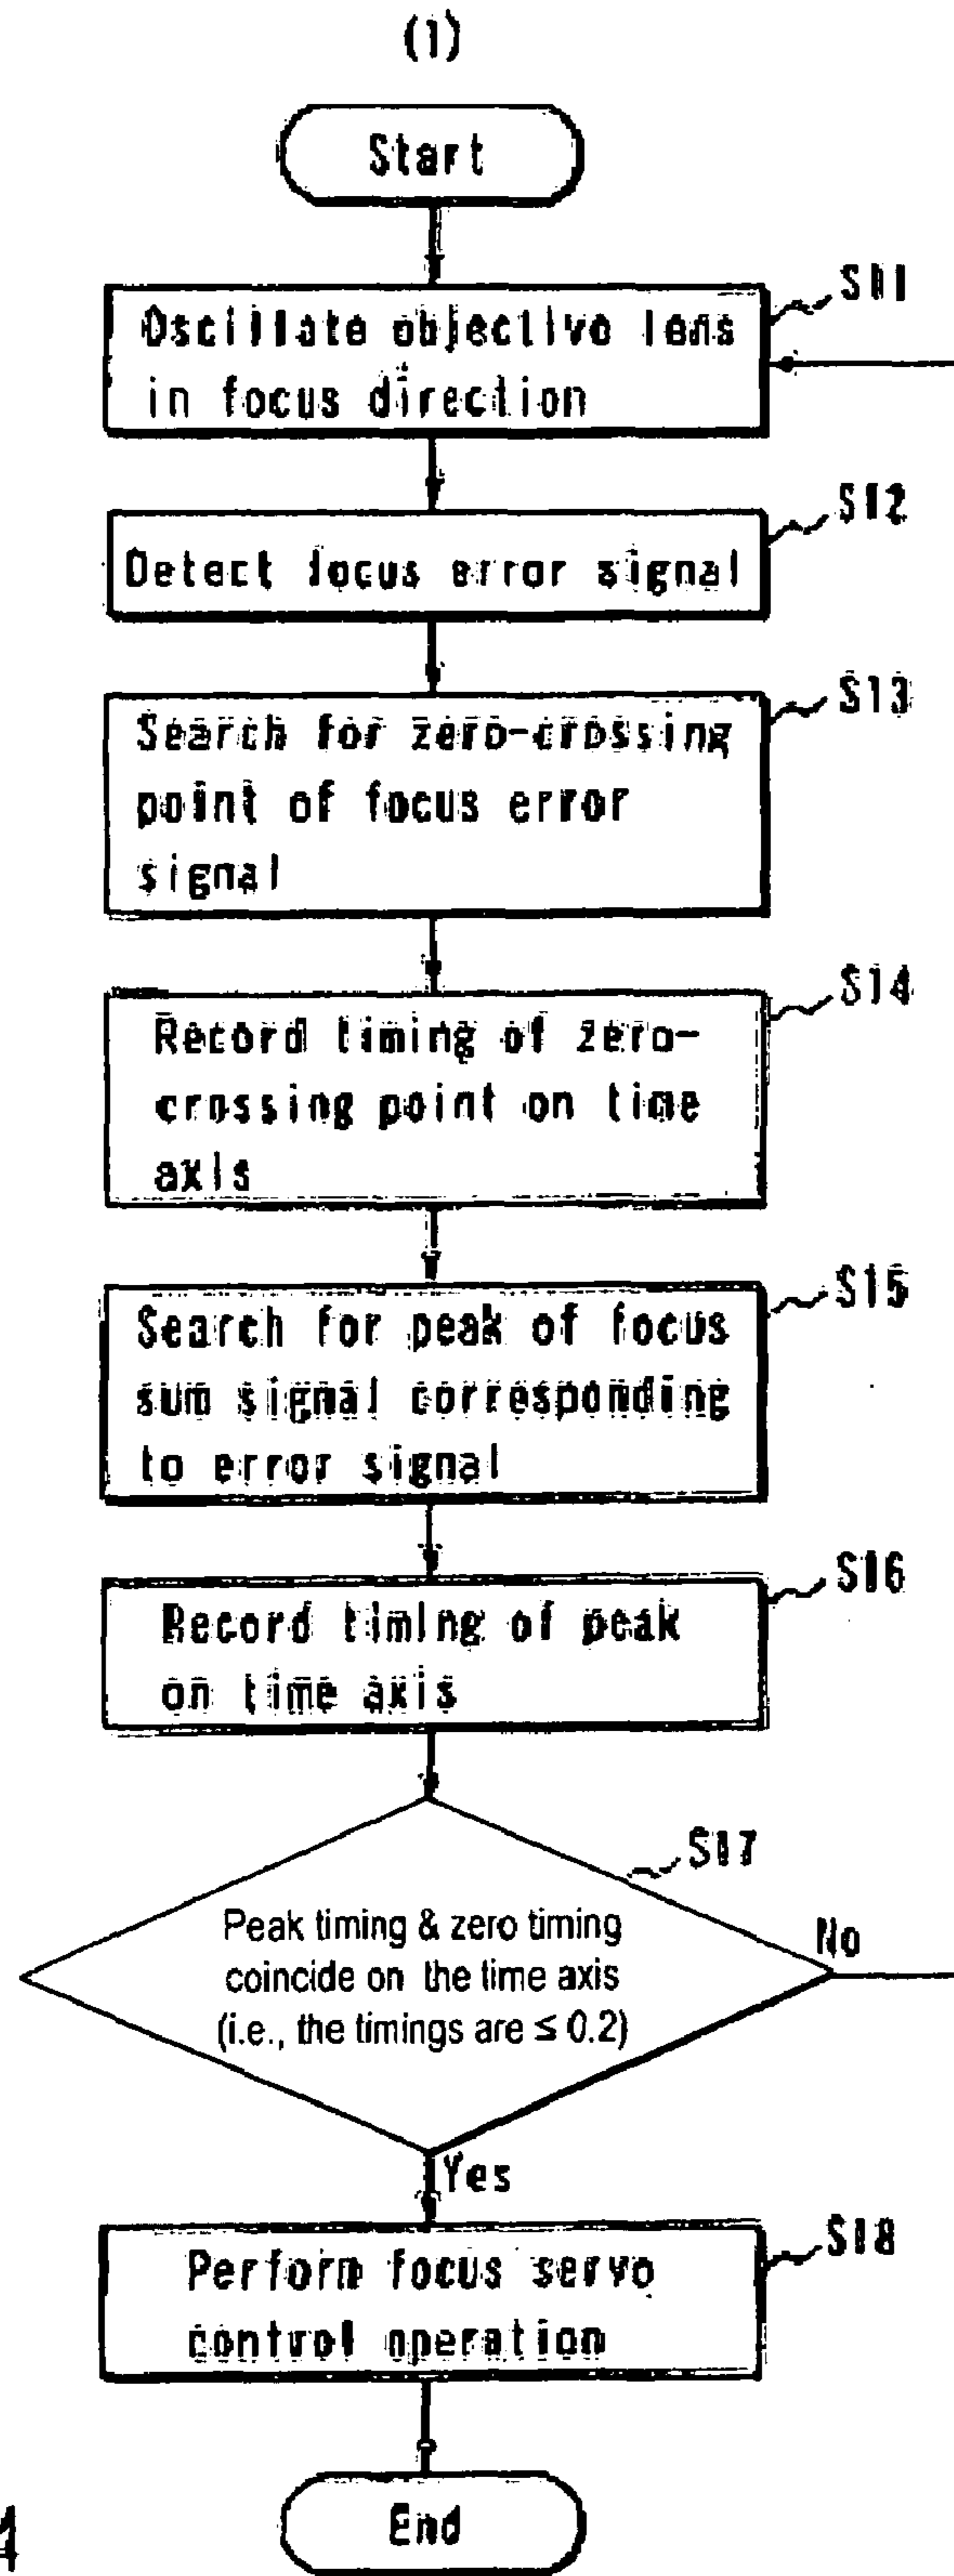 (1)
Start
S11
Oscillate objective lens
in focus direction
S12
Detect focus error signal
S13
Search for zero-crossing
point of focus error
signal
S14
Record timing of zero-
crossing point on time
axis
S15
Search for peak of focus
sum signal corresponding
to error signal
S16
Record timing of peak
on time axis
S17
Peak timing & zero timing
coincide on the time axis
(i.e., the timings are ≤ 0.2)
No
Yes
S18
Perform focus servo
control operation
End